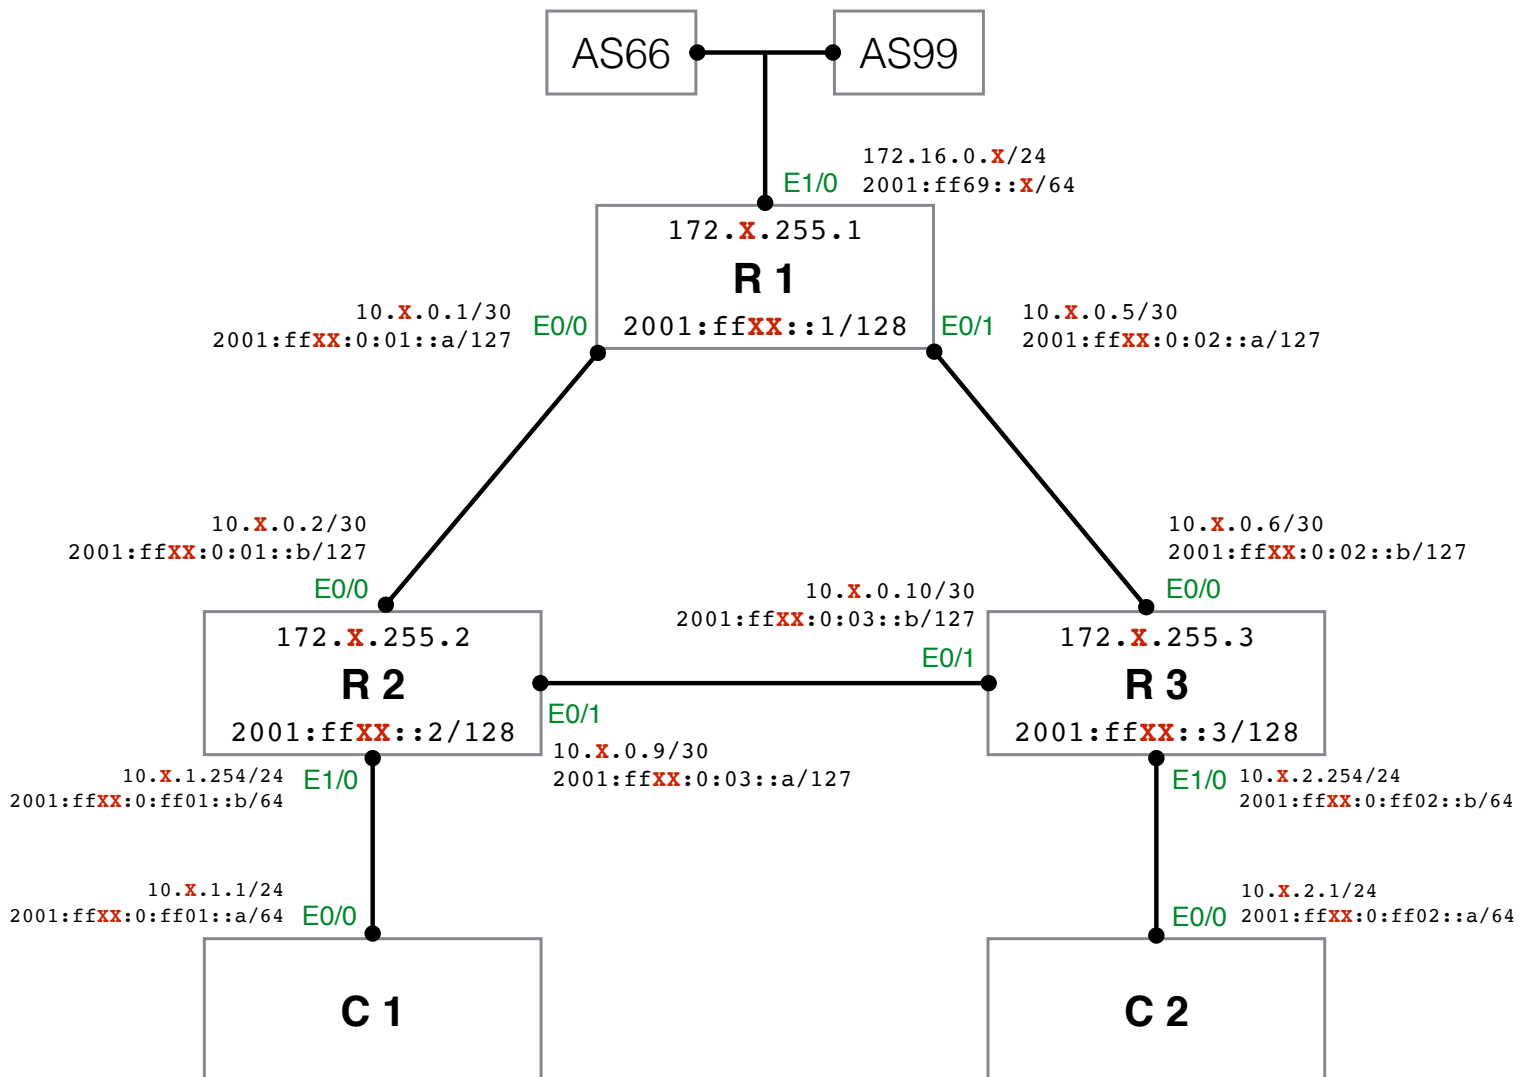 AS66
AS99
172.16.0.X/24
2001:ff69::X/64
E1/0
172.X.255.1
R 1
2001:ffXX::1/128
10.X.0.1/30
2001:ffXX:0:01::a/127
E0/0
E0/1
10.X.0.5/30
2001:ffXX:0:02::a/127
10.X.0.2/30
2001:ffXX:0:01::b/127
E0/0
10.X.0.6/30
2001:ffXX:0:02::b/127
E0/0
10.X.0.10/30
2001:ffXX:0:03::b/127
E0/1
172.X.255.2
R 2
2001:ffXX::2/128
172.X.255.3
R 3
2001:ffXX::3/128
E0/1
10.X.0.9/30
2001:ffXX:0:03::a/127
10.X.1.254/24
2001:ffXX:0:ff01::b/64
E1/0
E1/0
10.X.2.254/24
2001:ffXX:0:ff02::b/64
10.X.1.1/24
2001:ffXX:0:ff01::a/64
E0/0
E0/0
10.X.2.1/24
2001:ffXX:0:ff02::a/64
C 1
C 2